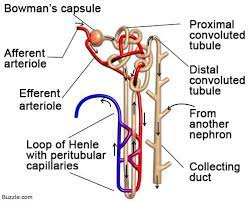 Bowman's capsule
Afferent
arteriole
Efferent
arteriole
Loop of Henle
with peritubular
capillaries
Proximal
convoluted
tubule
Distal
convoluted
tubule
From
another
nephron
Collecting
duct
Buzzle.com